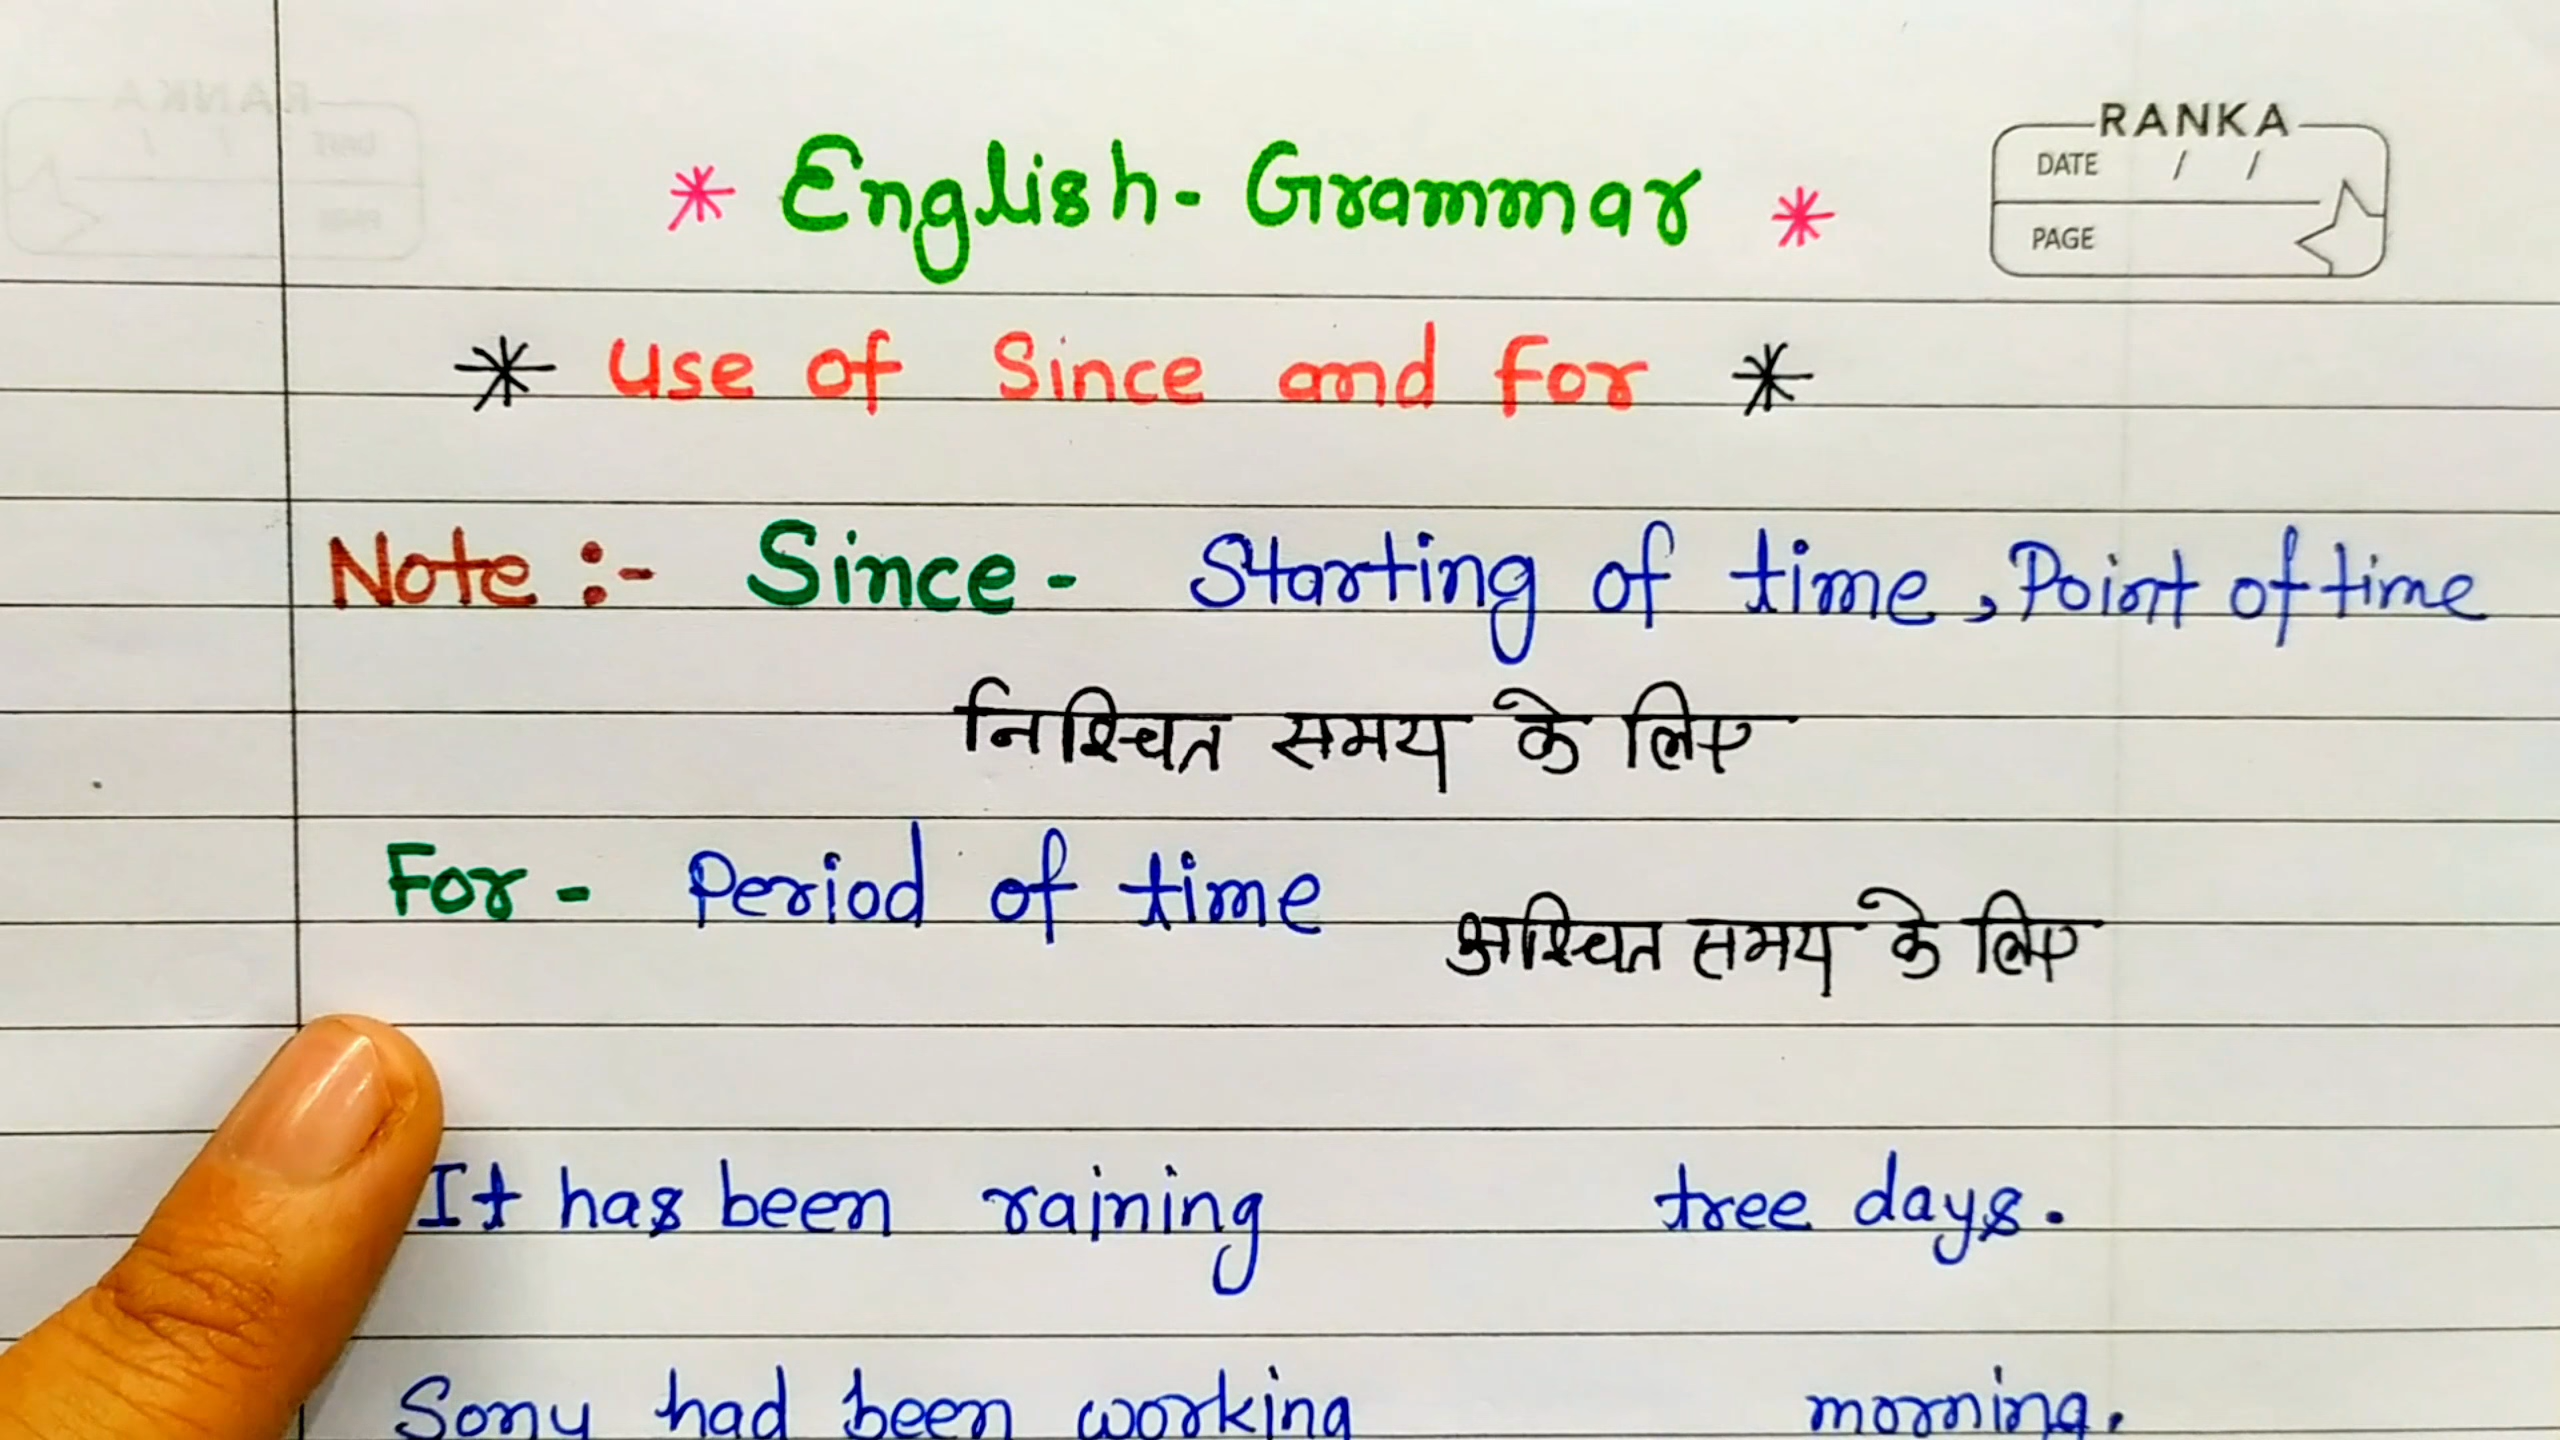 RANKA
DATE / /
PAGE
* English - Grammar *
* Use of Since and For *
Note :- Since - Starting of time, Point of time
निश्चित समय के लिए
For - Period of time
अश्चित समय के लिए
It has been raining tree days.
Sony had been working morning.